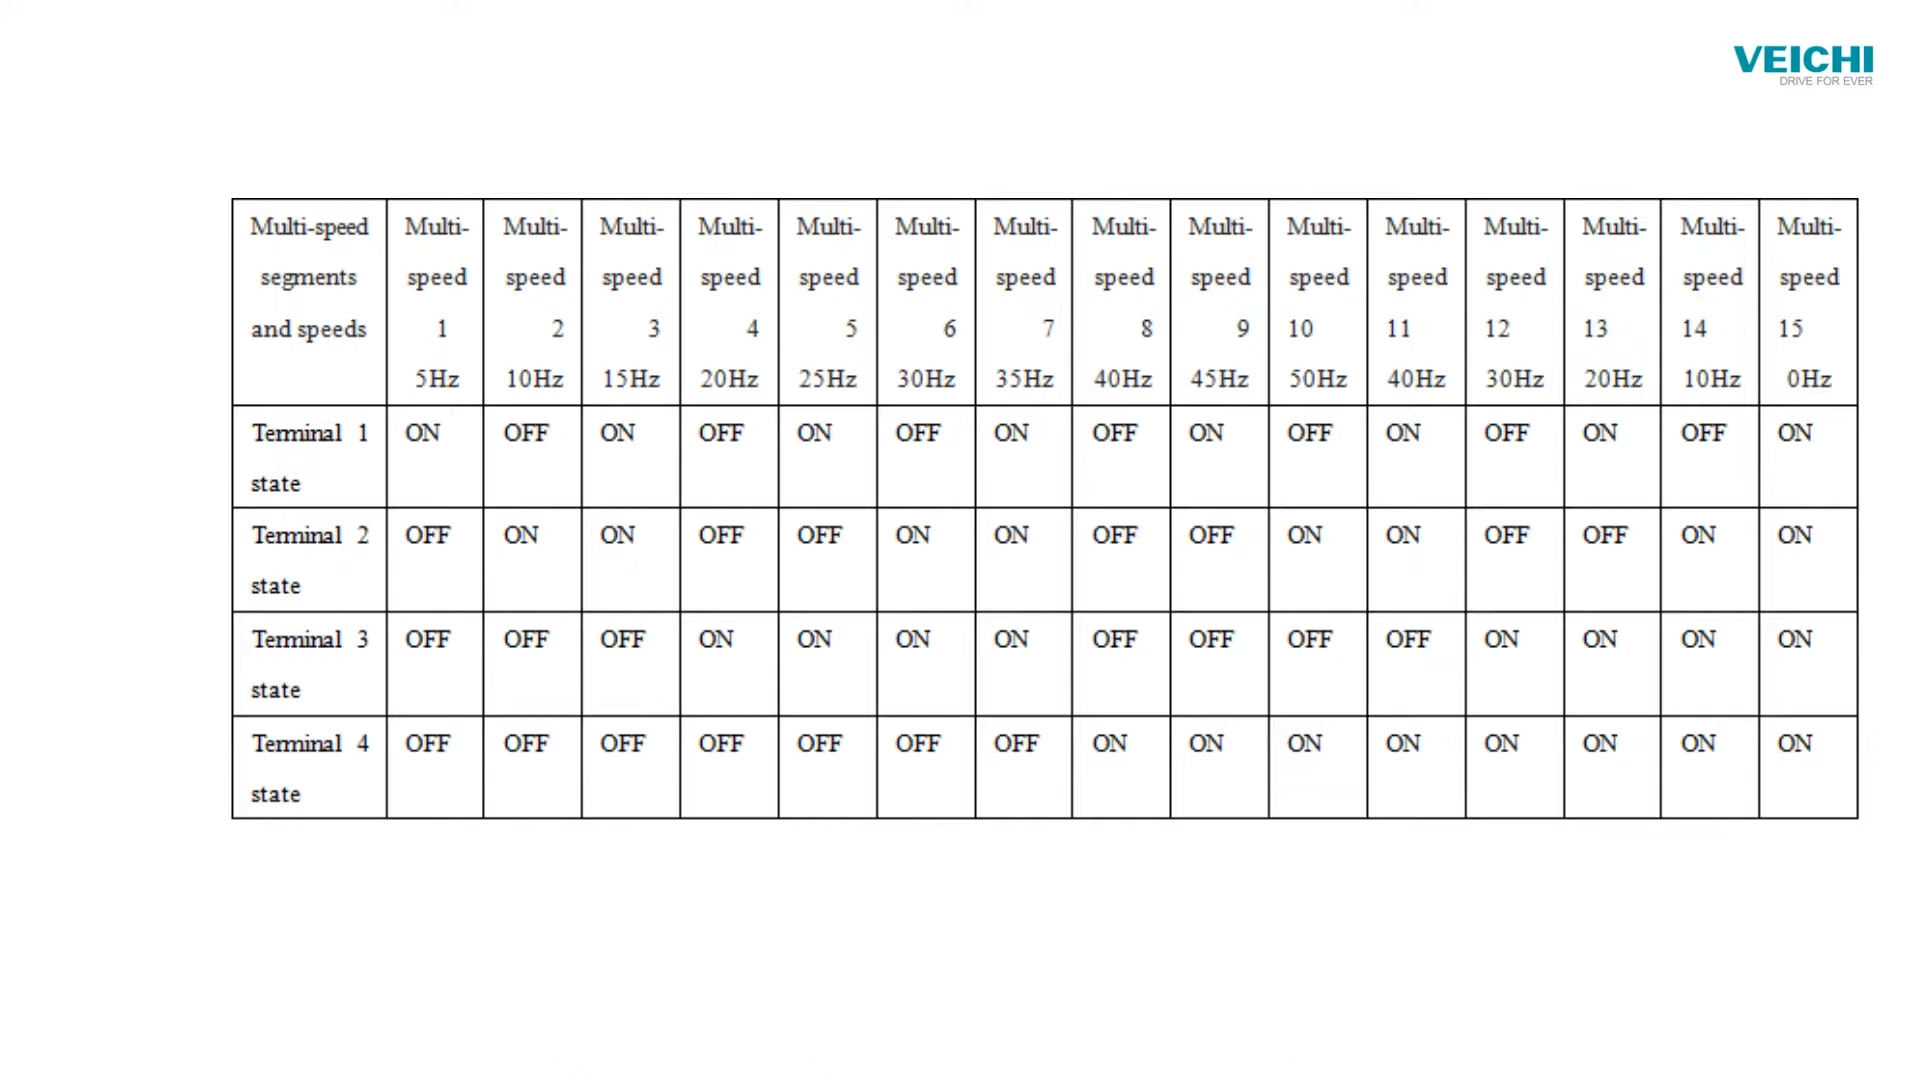 VEICHI
DRIVE FOR EVER
Multi-speed segments and speeds Multi-speed 1 5Hz Multi-speed 2 10Hz Multi-speed 3 15Hz Multi-speed 4 20Hz Multi-speed 5 25Hz Multi-speed 6 30Hz Multi-speed 7 35Hz Multi-speed 8 40Hz Multi-speed 9 45Hz Multi-speed 10 50Hz Multi-speed 11 40Hz Multi-speed 12 30Hz Multi-speed 13 20Hz Multi-speed 14 10Hz Multi-speed 15 0Hz
Terminal 1 state ON OFF ON OFF ON OFF ON OFF ON OFF ON OFF ON OFF ON
Terminal 2 state OFF ON ON OFF OFF ON ON OFF OFF ON ON OFF OFF ON ON
Terminal 3 state OFF OFF OFF ON ON ON ON OFF OFF OFF OFF ON ON ON ON
Terminal 4 state OFF OFF OFF OFF OFF OFF OFF ON ON ON ON ON ON ON ON